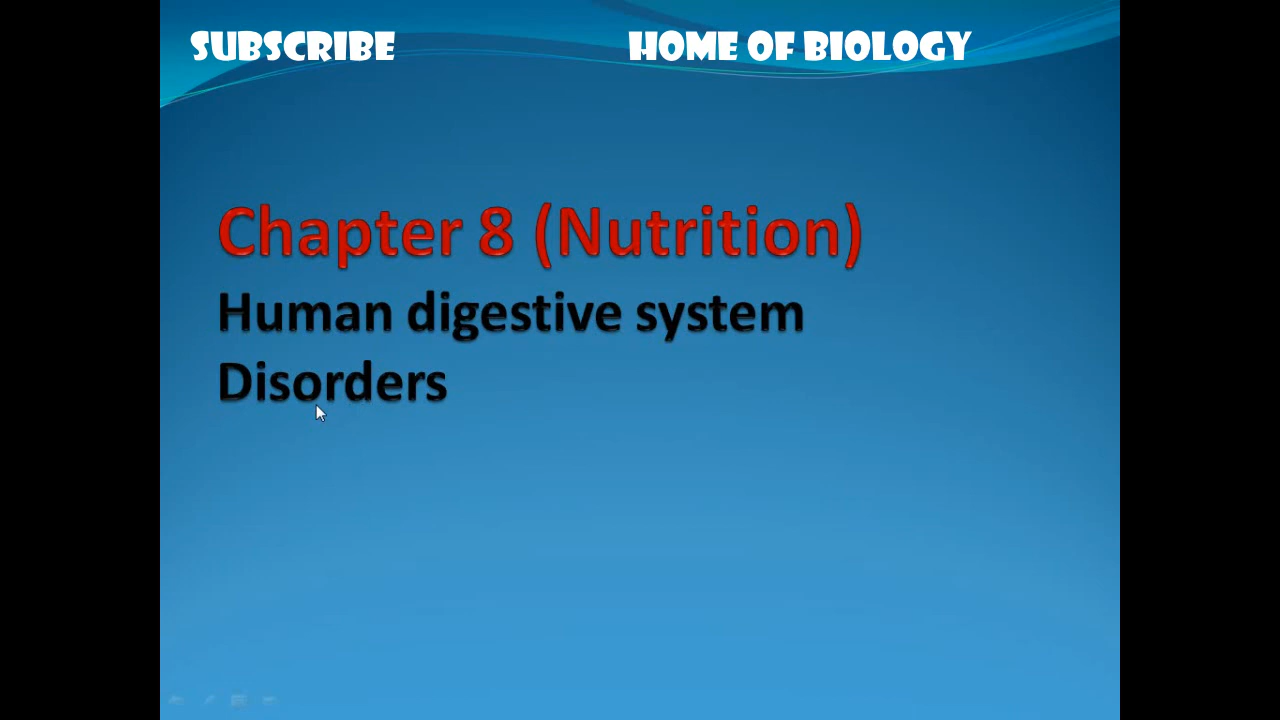 SUBSCRIBE HOME OF BIOLOGY
Chapter 8 (Nutrition)
Human digestive system
Disorders